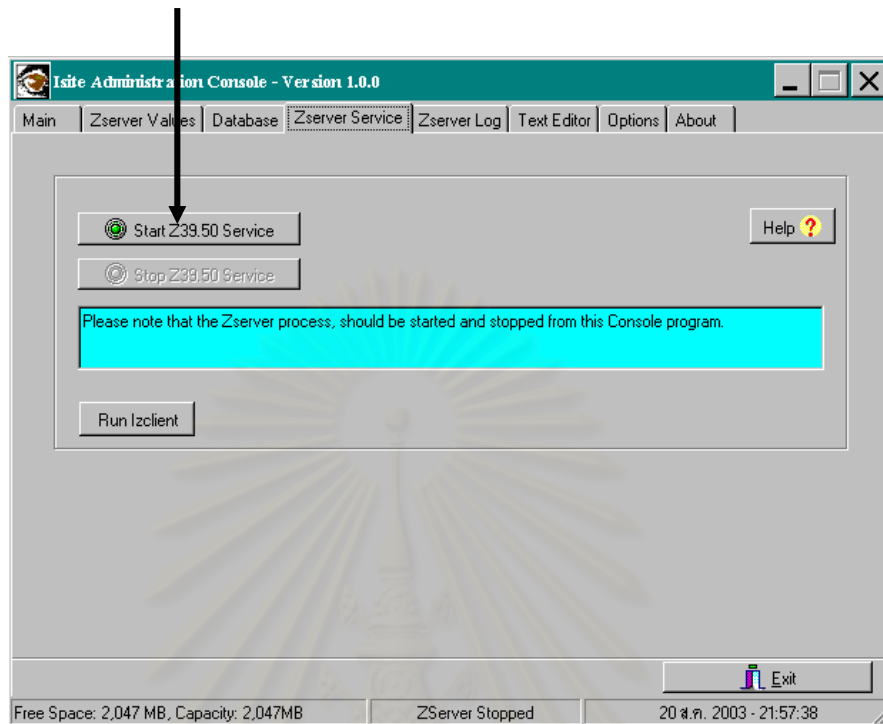 Isite Administration Console - Version 1.0.0
Main Zserver Values Database Zserver Service Zserver Log Text Editor Options About
Start Z39.50 Service
Help ?
Stop Z39.50 Service
Please note that the Zserver process, should be started and stopped from this Console program.
Run Izclient
Exit
Free Space: 2,047 MB, Capacity: 2,047MB ZServer Stopped 20 ส.ค. 2003 - 21:57:38